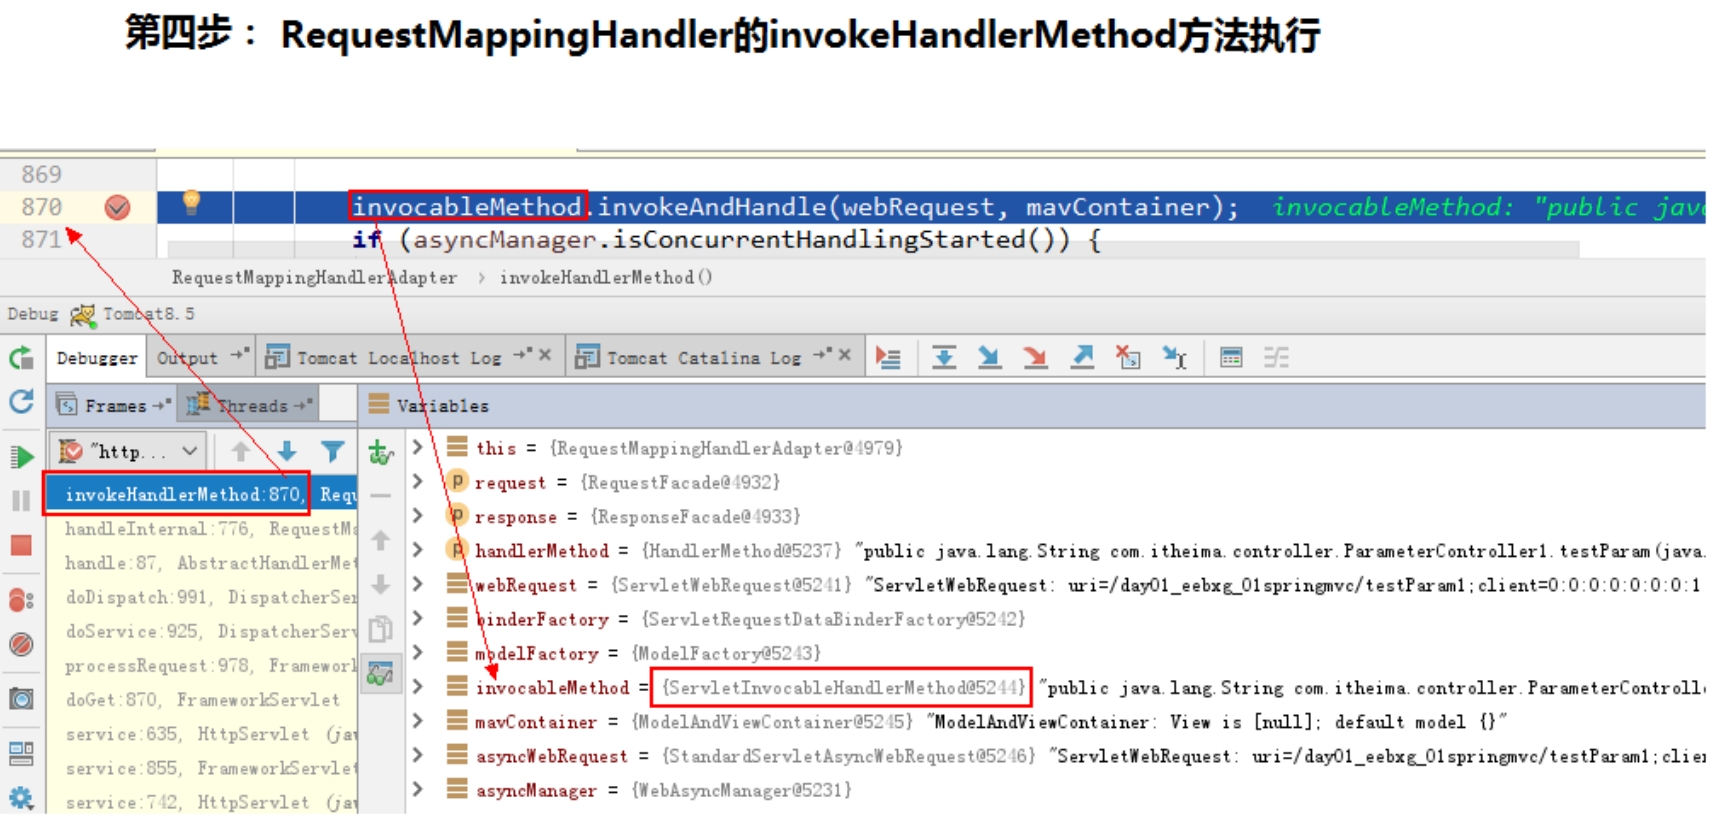 第四步： RequestMappingHandler的invokeHandlerMethod方法执行
869
870 invocableMethod.invokeAndHandle(webRequest, mavContainer); invocableMethod: "public java
871 if (asyncManager.isConcurrentHandlingStarted()) {
RequestMappingHandlerAdapter > invokeHandlerMethod()
Debug Tomcat8.5
Debugger Output Tomcat Localhost Log Tomcat Catalina Log
Frames Threads Variables
"http...
this = {RequestMappingHandlerAdapter@4979}
request = {RequestFacade@4932}
invokeHandlerMethod:870, Requ
response = {ResponseFacade@4933}
handleInternal:776, RequestMa
handlerMethod = {HandlerMethod@5237} "public java.lang.String com.itheima.controller.ParameterController1.testParam(java.
handle:87, AbstractHandlerMet
webRequest = {ServletWebRequest@5241} "ServletWebRequest: uri=/day01_eebxg_01springmvc/testParam1;client=0:0:0:0:0:0:0:1
doDispatch:991, DispatcherSer
binderFactory = {ServletRequestDataBinderFactory@5242}
doService:925, DispatcherServ
modelFactory = {ModelFactory@5243}
processRequest:978, Framework
invocableMethod = {ServletInvocableHandlerMethod@5244} "public java.lang.String com.itheima.controller.ParameterControll
doGet:870, FrameworkServlet
mavContainer = {ModelAndViewContainer@5245} "ModelAndViewContainer: View is [null]; default model {}"
service:635, HttpServlet (jav
asyncWebRequest = {StandardServletAsyncWebRequest@5246} "ServletWebRequest: uri=/day01_eebxg_01springmvc/testParam1;clie
service:855, FrameworkServlet
asyncManager = {WebAsyncManager@5231}
service:742, HttpServlet (jav